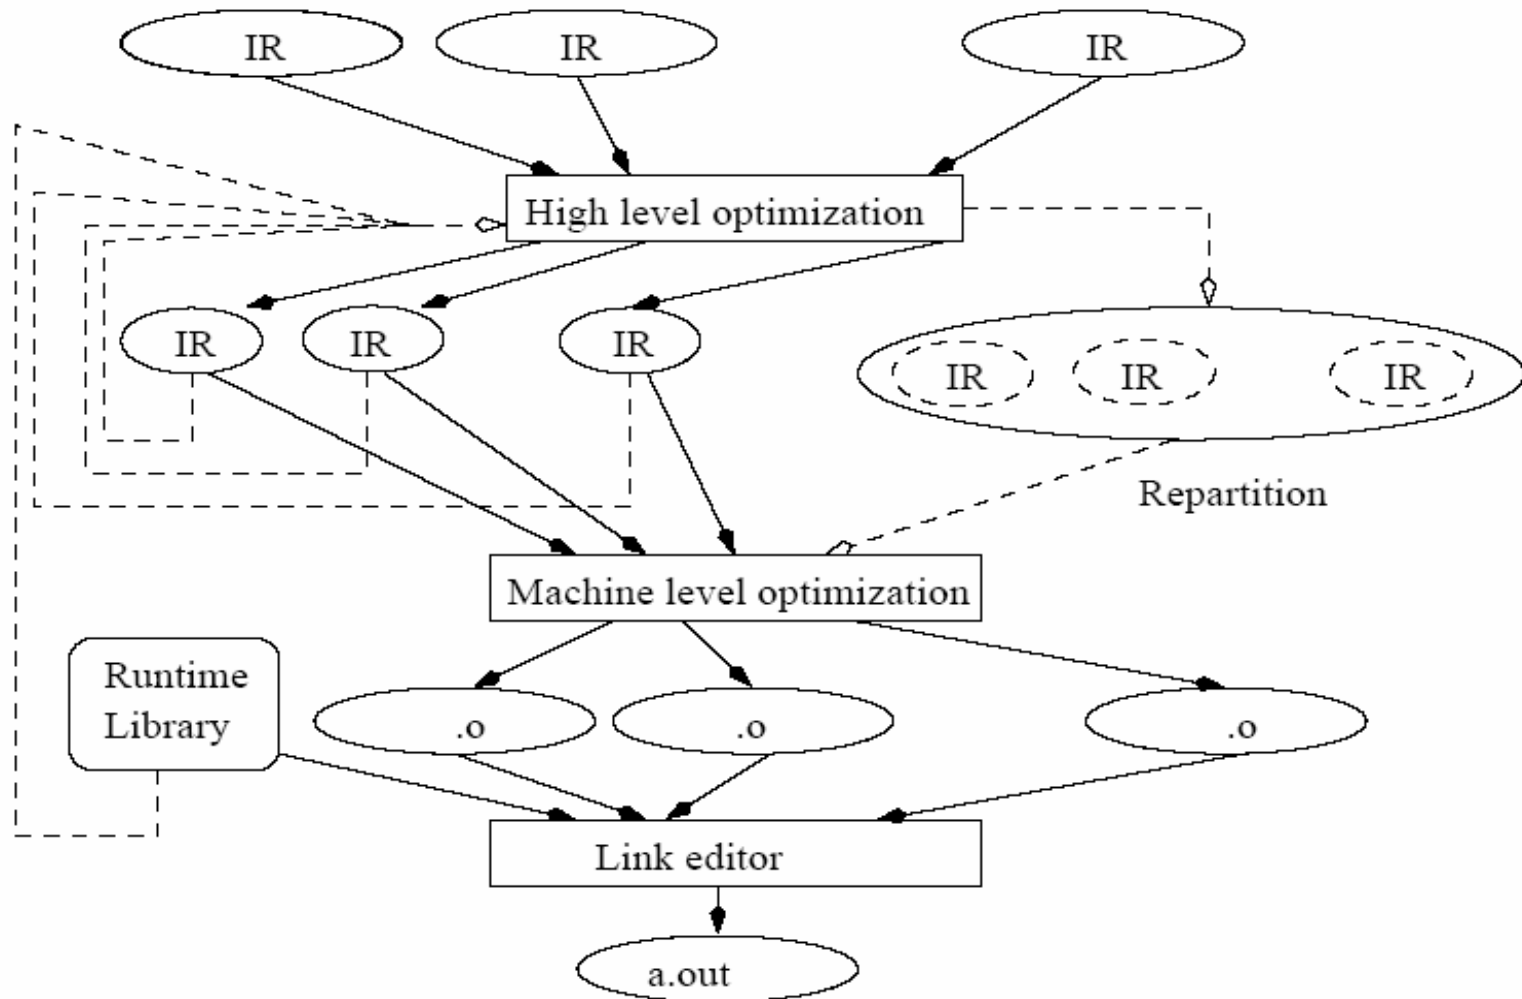 IR
IR
IR
High level optimization
IR
IR
IR
IR
IR
IR
Repartition
Machine level optimization
Runtime
Library
.o
.o
.o
Link editor
a.out